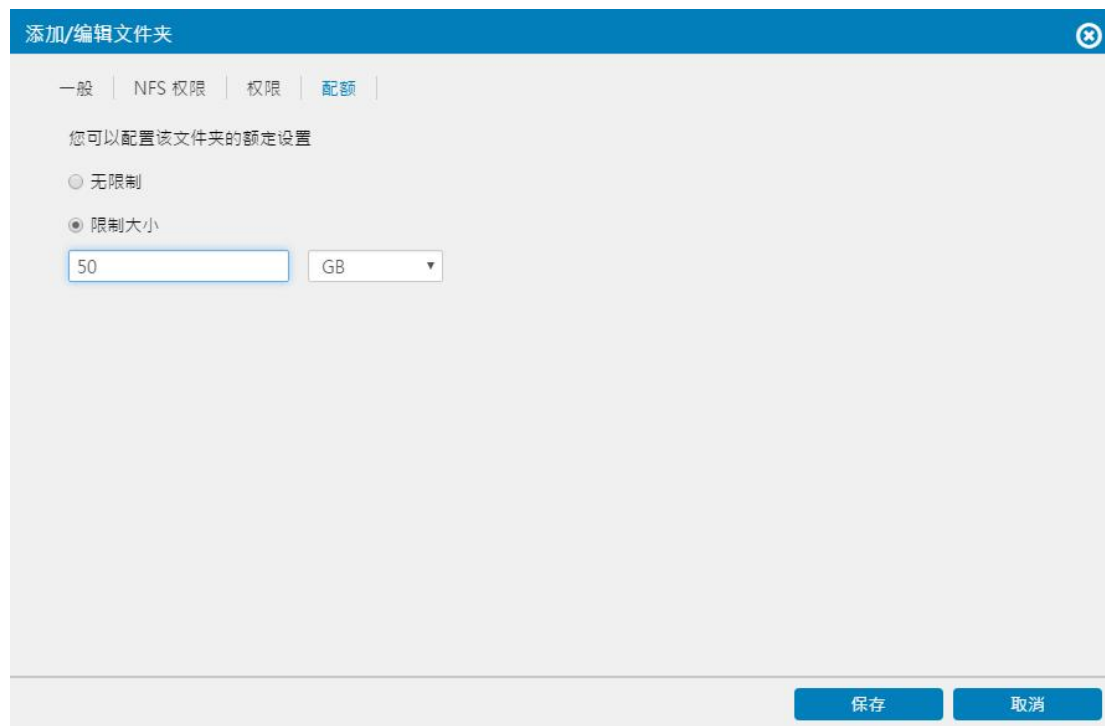 添加/编辑文件夹
一般 NFS 权限 权限 配额
您可以配置该文件夹的额定设置
无限制
限制大小
50 GB
保存 取消